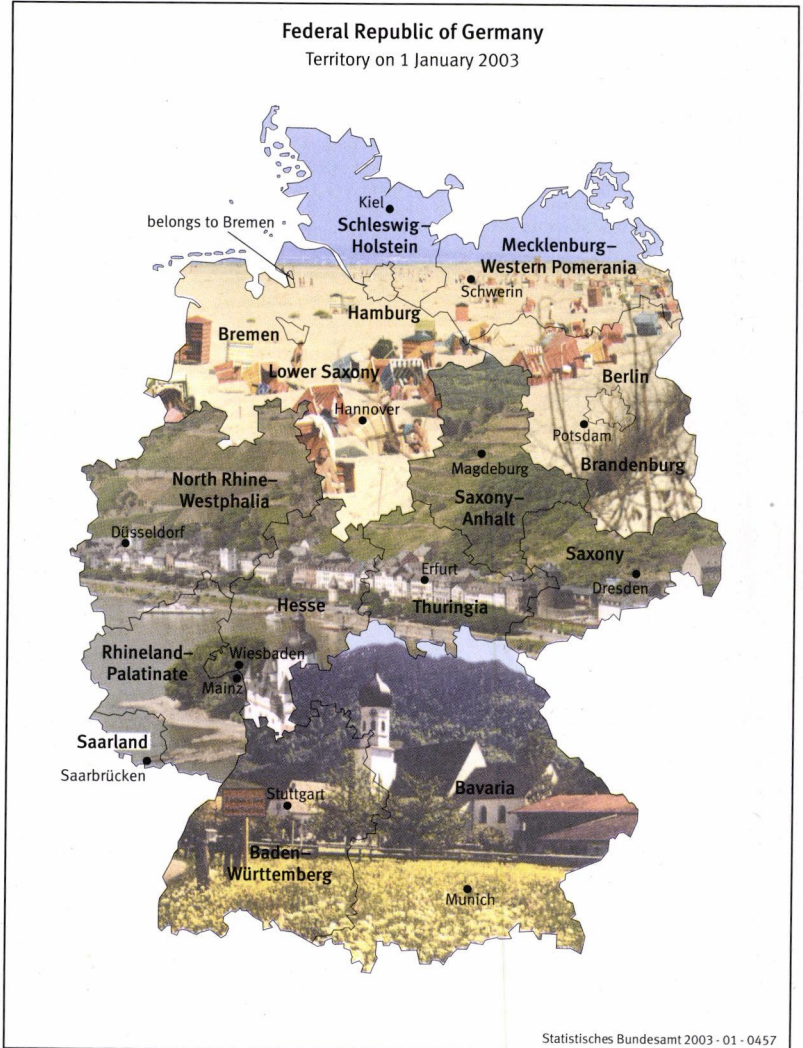 Federal Republic of Germany
Territory on 1 January 2003
Kiel
belongs to Bremen
Schleswig–
Holstein
Mecklenburg–
Western Pomerania
Schwerin
Hamburg
Bremen
Lower Saxony
Berlin
Hannover
Potsdam
Magdeburg
Brandenburg
North Rhine–
Westphalia
Saxony–
Anhalt
Düsseldorf
Saxony
Erfurt
Dresden
Hesse
Thuringia
Rhineland–
Palatinate
Wiesbaden
Mainz
Saarland
Saarbrücken
Stuttgart
Bavaria
Baden–
Württemberg
Munich
Statistisches Bundesamt 2003 - 01 - 0457